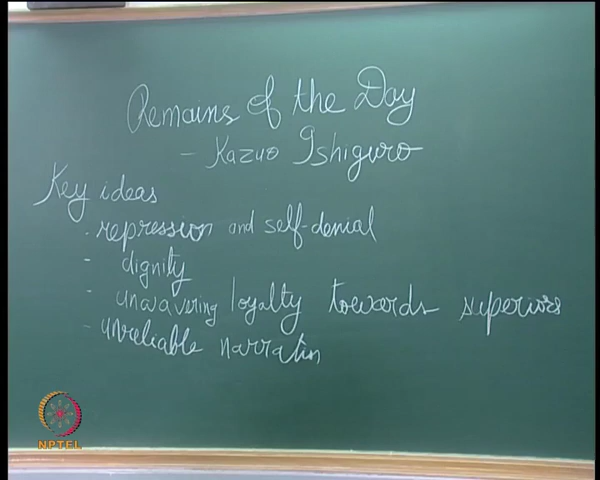 Remains of the Day
- Kazuo Ishiguro
Key ideas
. repression and self-denial
- dignity
- unwavering loyalty towards superiors
- unreliable narration
NPTEL